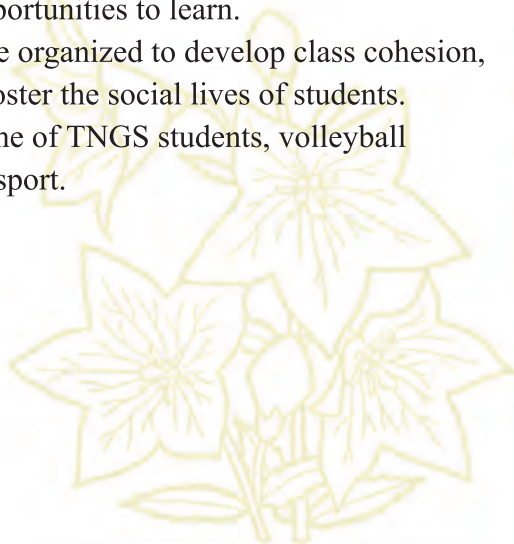 portunities to learn.
e organized to develop class cohesion,
oster the social lives of students.
ne of TNGS students, volleyball
sport.